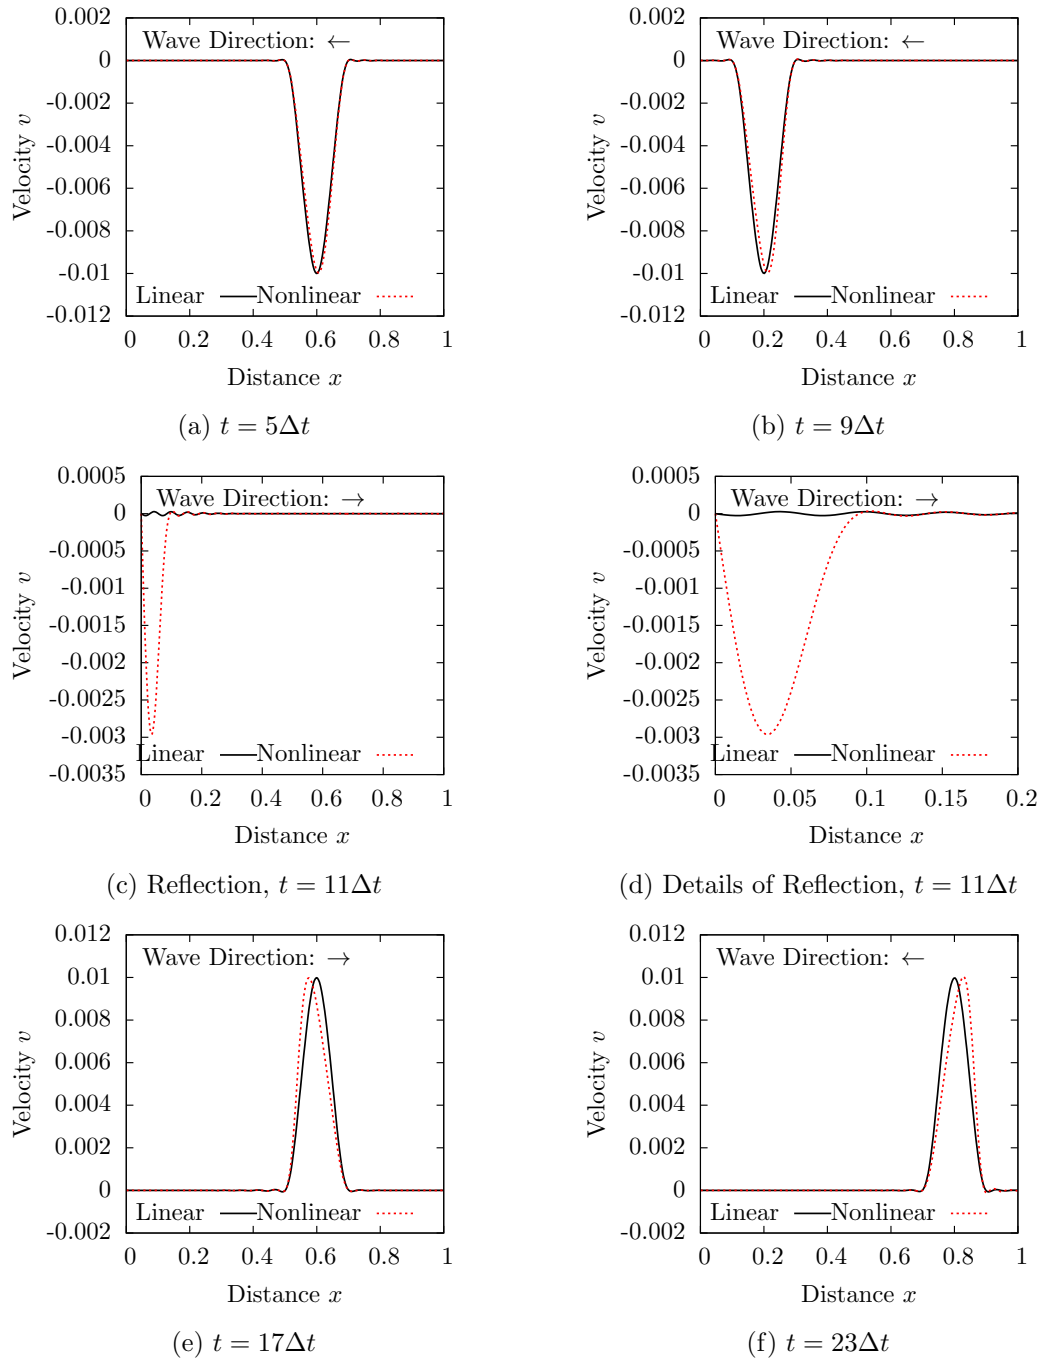 0.002
0
-0.002
-0.004
-0.006
-0.008
-0.01
-0.012
Velocity v
Wave Direction: ←
Linear Nonlinear
0 0.2 0.4 0.6 0.8 1
Distance x
(a) t = 5Δt
0.002
0
-0.002
-0.004
-0.006
-0.008
-0.01
-0.012
Velocity v
Wave Direction: ←
Linear Nonlinear
0 0.2 0.4 0.6 0.8 1
Distance x
(b) t = 9Δt
0.0005
0
-0.0005
-0.001
-0.0015
-0.002
-0.0025
-0.003
-0.0035
Velocity v
Wave Direction: →
Linear Nonlinear
0 0.2 0.4 0.6 0.8 1
Distance x
(c) Reflection, t = 11Δt
0.0005
0
-0.0005
-0.001
-0.0015
-0.002
-0.0025
-0.003
-0.0035
Velocity v
Wave Direction: →
Linear Nonlinear
0 0.05 0.1 0.15 0.2
Distance x
(d) Details of Reflection, t = 11Δt
0.012
0.01
0.008
0.006
0.004
0.002
0
-0.002
Velocity v
Wave Direction: →
Linear Nonlinear
0 0.2 0.4 0.6 0.8 1
Distance x
(e) t = 17Δt
0.012
0.01
0.008
0.006
0.004
0.002
0
-0.002
Velocity v
Wave Direction: ←
Linear Nonlinear
0 0.2 0.4 0.6 0.8 1
Distance x
(f) t = 23Δt